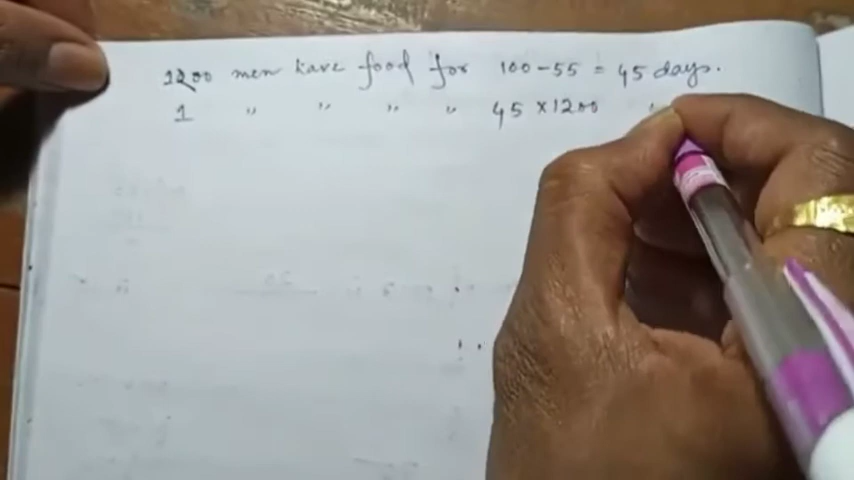 1200 men have food for 100-55 = 45 days.
1 " " " " 45 × 1200 "